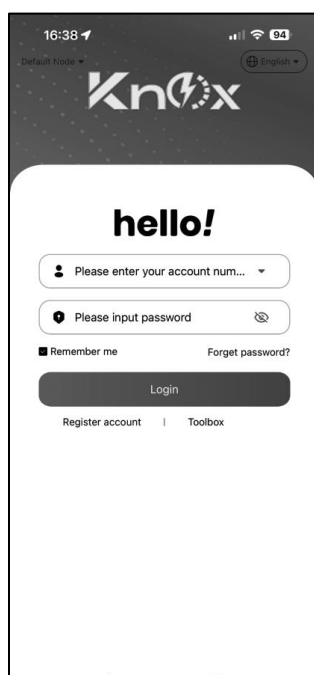 16:38
94
Default Node
English
Knox
hello!
Please enter your account num...
Please input password
Remember me
Forget password?
Login
Register account | Toolbox